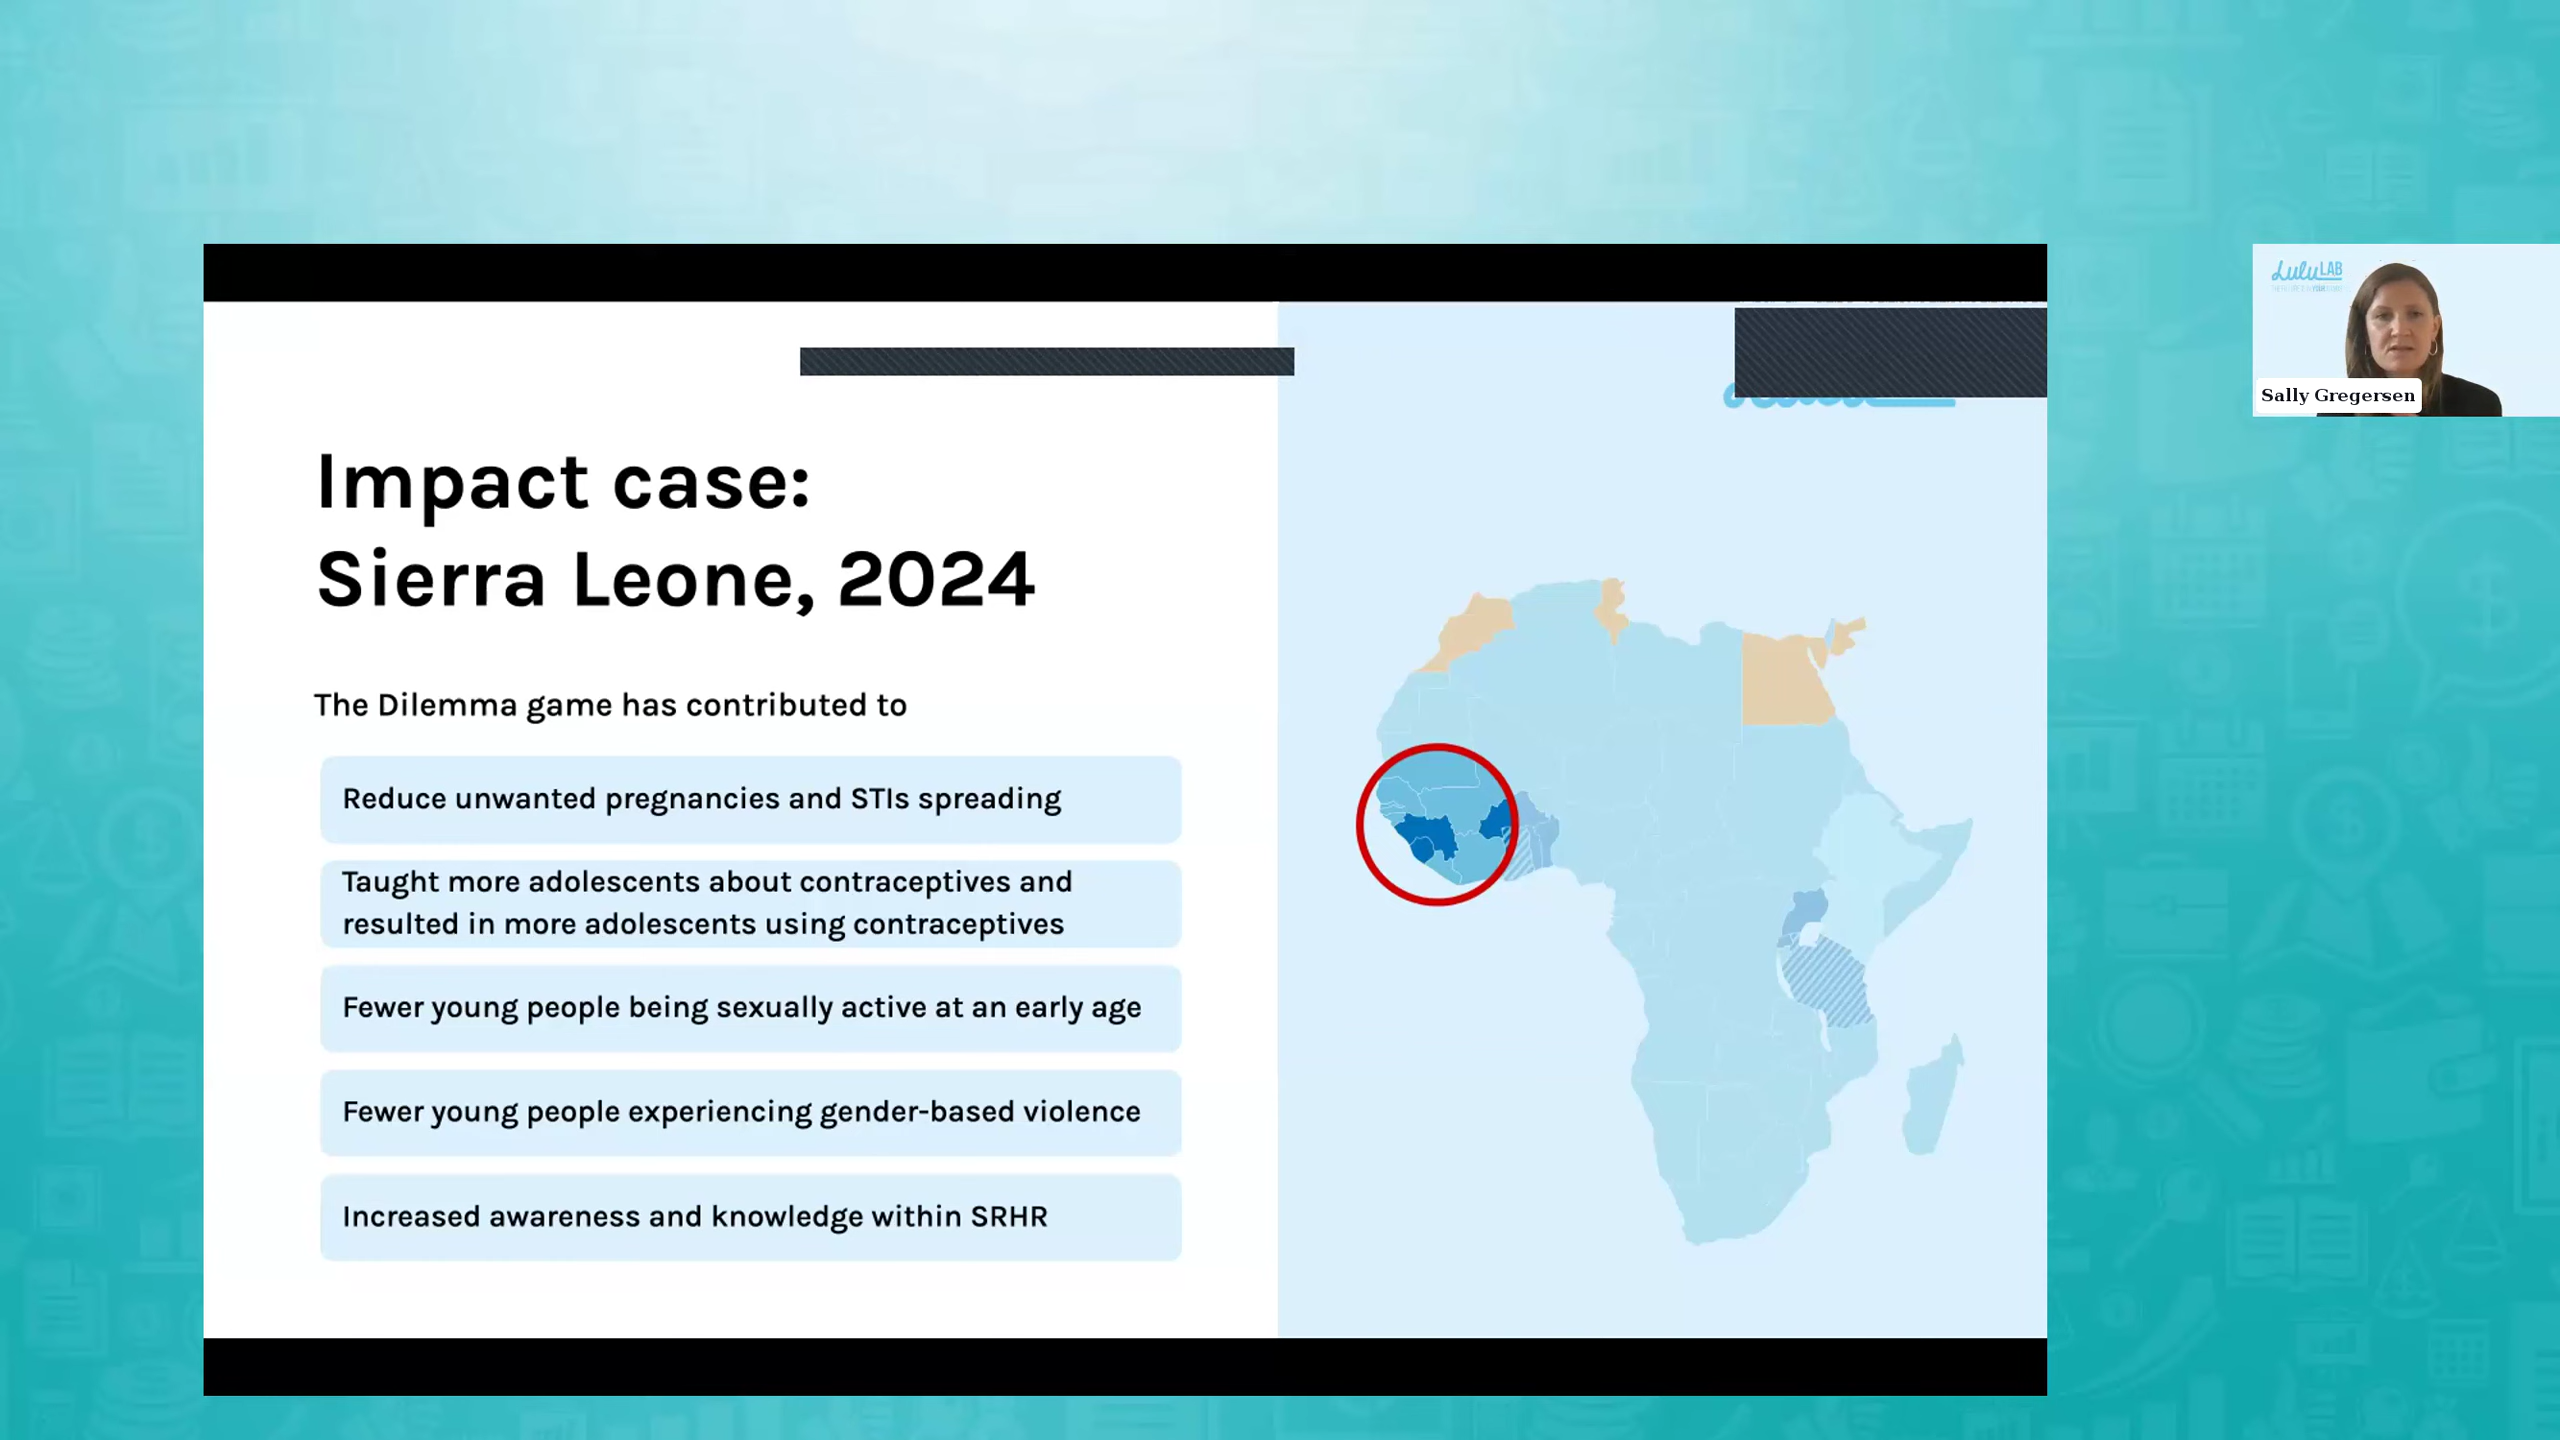 Impact case:
Sierra Leone, 2024
The Dilemma game has contributed to
Reduce unwanted pregnancies and STIs spreading
Taught more adolescents about contraceptives and
resulted in more adolescents using contraceptives
Fewer young people being sexually active at an early age
Fewer young people experiencing gender-based violence
Increased awareness and knowledge within SRHR
Lulu LAB
Sally Gregersen